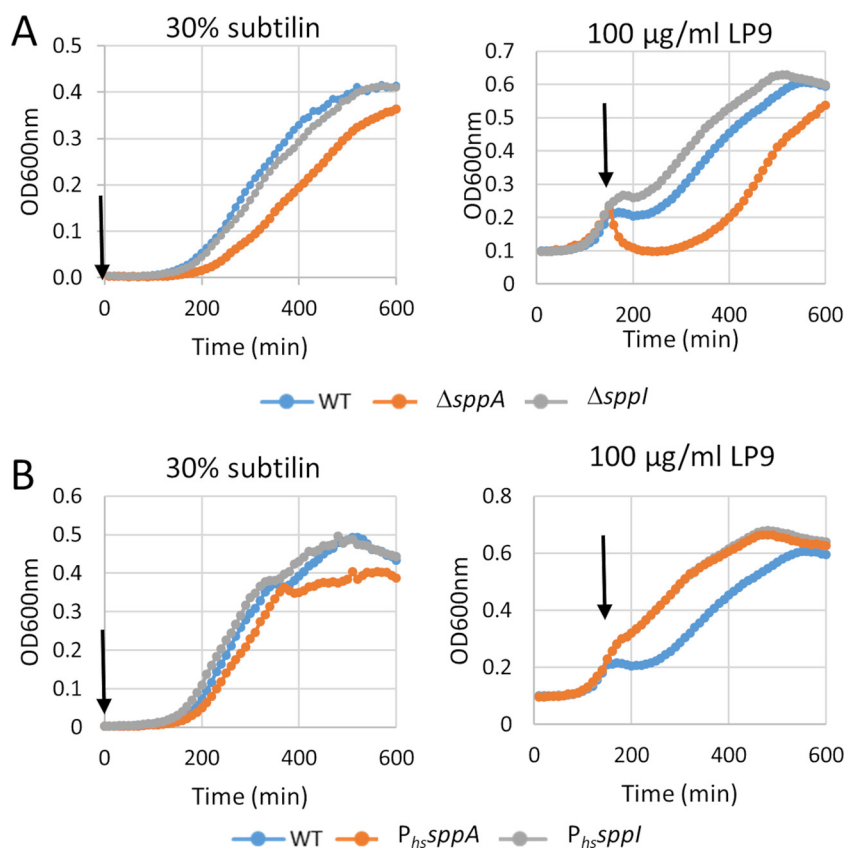 A
30% subtilin
100 µg/ml LP9
OD600nm
0.5
0.4
0.3
0.2
0.1
0.0
0 200 400 600
Time (min)
OD600nm
0.7
0.6
0.5
0.4
0.3
0.2
0.1
0
0 200 400 600
Time (min)
WT ΔsppA ΔsppI
B
30% subtilin
100 µg/ml LP9
OD600nm
0.6
0.5
0.4
0.3
0.2
0.1
0
0 200 400 600
Time (min)
OD600nm
0.8
0.6
0.4
0.2
0
0 200 400 600
Time (min)
WT PhssppA PhssppI